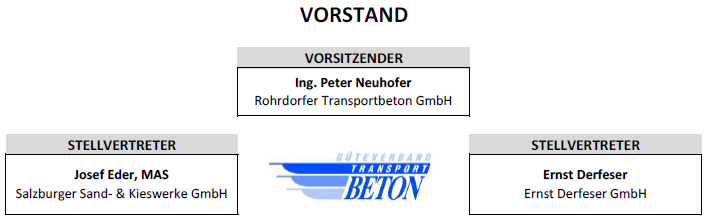 VORSTAND
VORSITZENDER
Ing. Peter Neuhofer
Rohrdorfer Transportbeton GmbH
STELLVERTRETER
Josef Eder, MAS
Salzburger Sand- & Kieswerke GmbH
GÜTEVERBAND
TRANSPORT
BETON
STELLVERTRETER
Ernst Derfeser
Ernst Derfeser GmbH